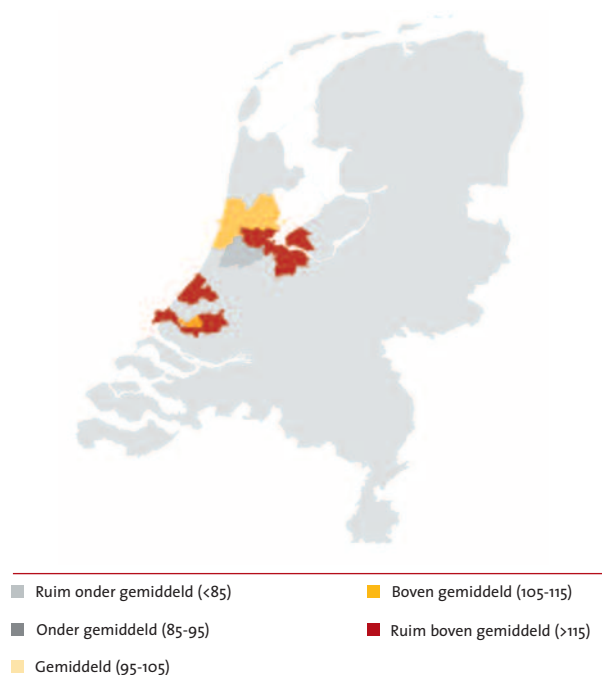 Ruim onder gemiddeld (<85)
Onder gemiddeld (85-95)
Gemiddeld (95-105)
Boven gemiddeld (105-115)
Ruim boven gemiddeld (>115)